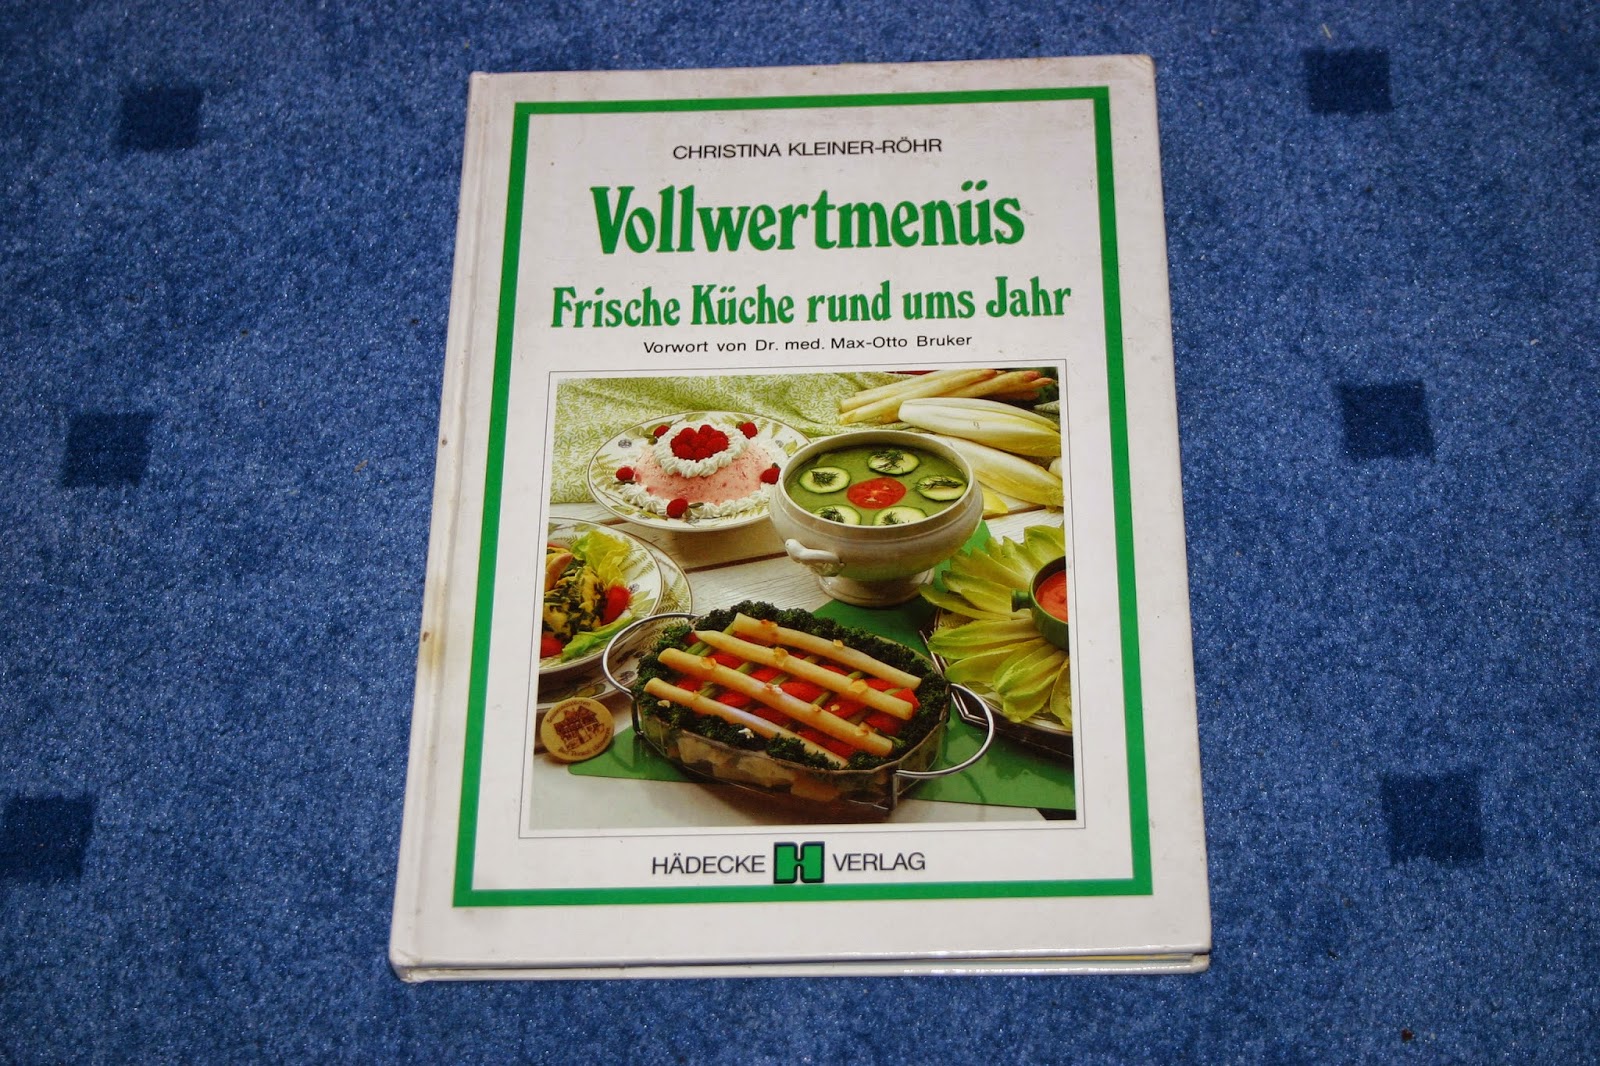 CHRISTINA KLEINER-RÖHR
Vollwertmenüs
Frische Küche rund ums Jahr
Vorwort von Dr. med. Max-Otto Bruker
HÄDECKE H VERLAG